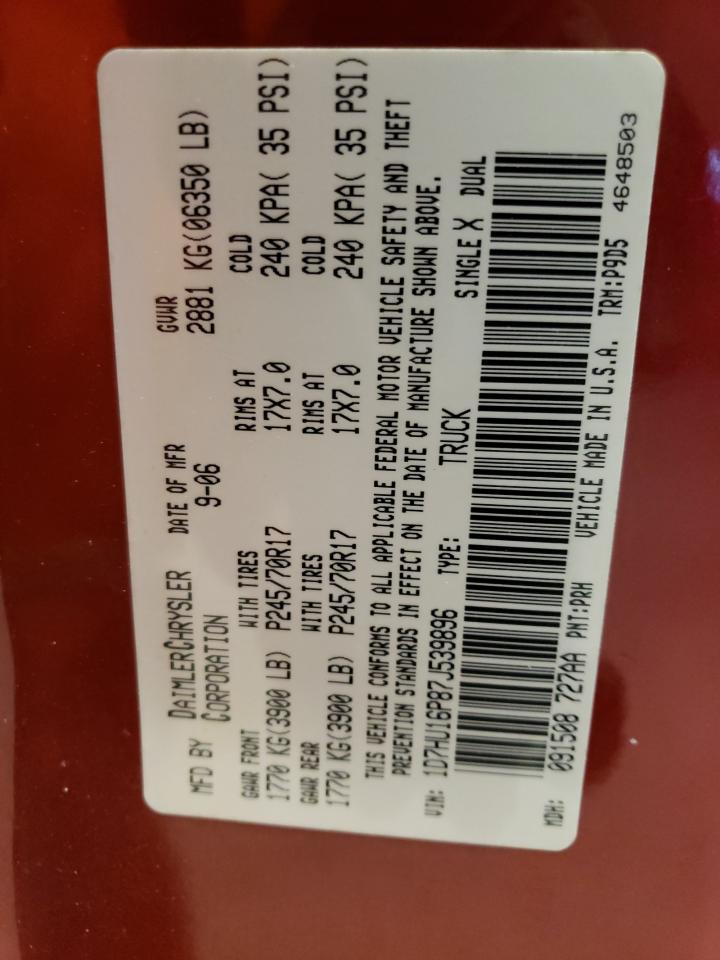 MFD BY DAIMLERCHRYSLER CORPORATION DATE OF MFR 9-06 GVWR 2881 KG(06350 LB)
GAWR FRONT WITH TIRES RIMS AT COLD
1770 KG(3900 LB) P245/70R17 17X7.0 240 KPA( 35 PSI)
GAWR REAR WITH TIRES RIMS AT COLD
1770 KG(3900 LB) P245/70R17 17X7.0 240 KPA( 35 PSI)
THIS VEHICLE CONFORMS TO ALL APPLICABLE FEDERAL MOTOR VEHICLE SAFETY AND THEFT
PREVENTION STANDARDS IN EFFECT ON THE DATE OF MANUFACTURE SHOWN ABOVE.
VIN: 1D7HU16P87J539896 TYPE: TRUCK SINGLE X DUAL
MDH: 091508 727AA PNT:PRH VEHICLE MADE IN U.S.A. TRM:P9D5 4648503